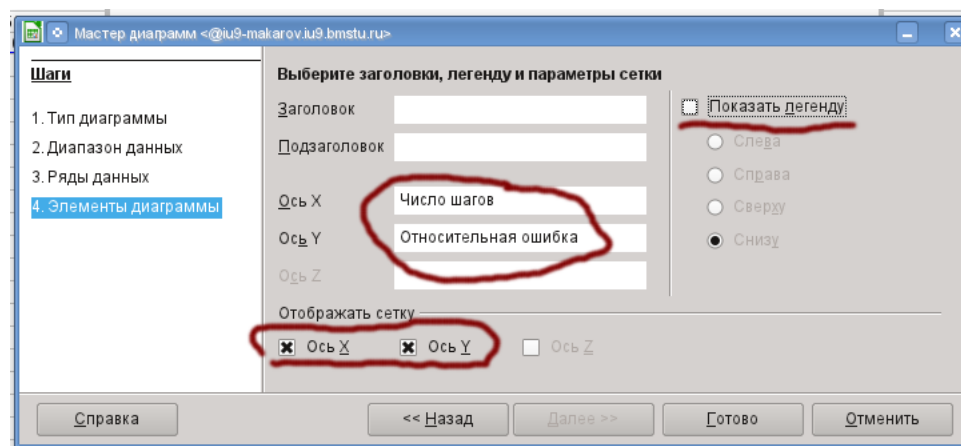 Мастер диаграмм <@iu9-makarov.iu9.bmstu.ru>
Шаги
1. Тип диаграммы
2. Диапазон данных
3. Ряды данных
4. Элементы диаграммы
Выберите заголовки, легенду и параметры сетки
Заголовок
Подзаголовок
Ось X Число шагов
Ось Y Относительная ошибка
Ось Z
Показать легенду
Слева
Справа
Сверху
Снизу
Отображать сетку
Ось X Ось Y Ось Z
Справка << Назад Далее >> Готово Отменить